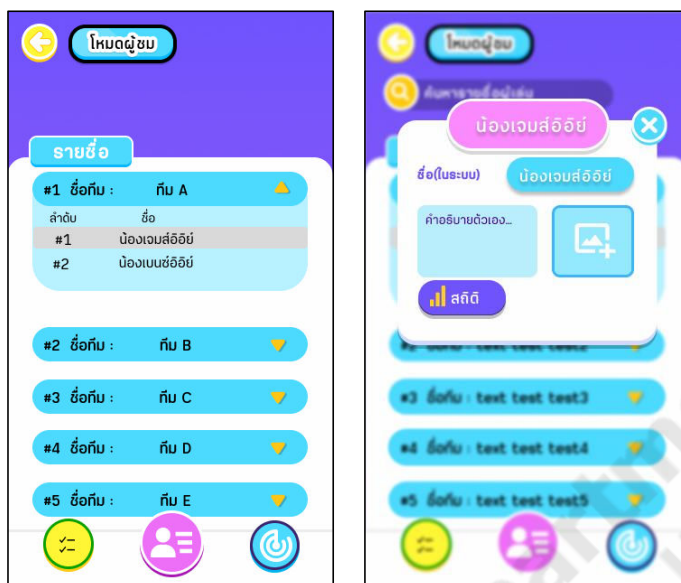 โหมดผู้ชม
รายชื่อ
#1 ชื่อทีม : ทีม A
ลำดับ ชื่อ
#1 น้องเจมส์อิอิย์
#2 น้องเบนซ์อิอิย์
#2 ชื่อทีม : ทีม B
#3 ชื่อทีม : ทีม C
#4 ชื่อทีม : ทีม D
#5 ชื่อทีม : ทีม E
โหมดผู้ชม
ค้นหารายชื่อผู้เล่น
น้องเจมส์อิอิย์
ชื่อ(ในระบบ) น้องเจมส์อิอิย์
คำอธิบายตัวเอง...
สถิติ
#2 ชื่อทีม : text test test2
#3 ชื่อทีม : text test test3
#4 ชื่อทีม : text test test4
#5 ชื่อทีม : text test test5